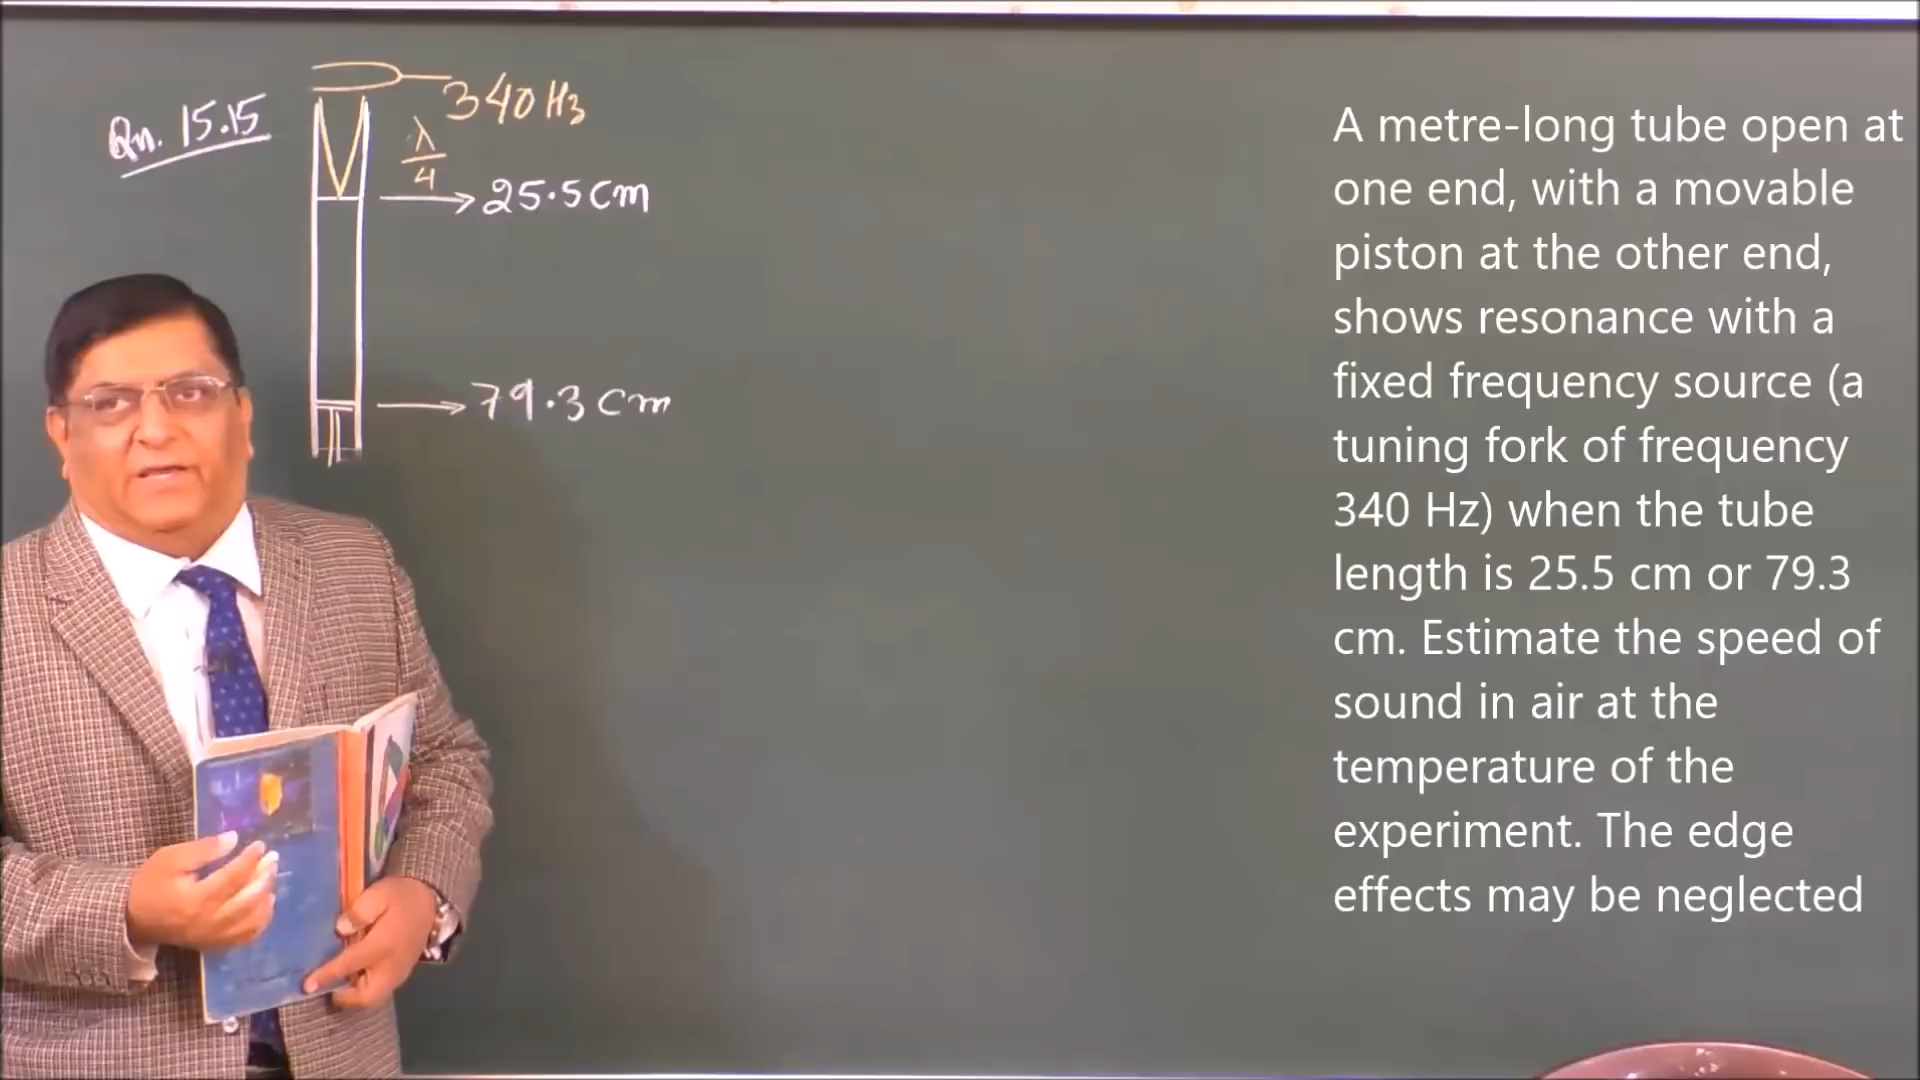 Qn. 15.15
340 Hz
λ/4
25.5 cm
79.3 cm
A metre-long tube open at
one end, with a movable
piston at the other end,
shows resonance with a
fixed frequency source (a
tuning fork of frequency
340 Hz) when the tube
length is 25.5 cm or 79.3
cm. Estimate the speed of
sound in air at the
temperature of the
experiment. The edge
effects may be neglected